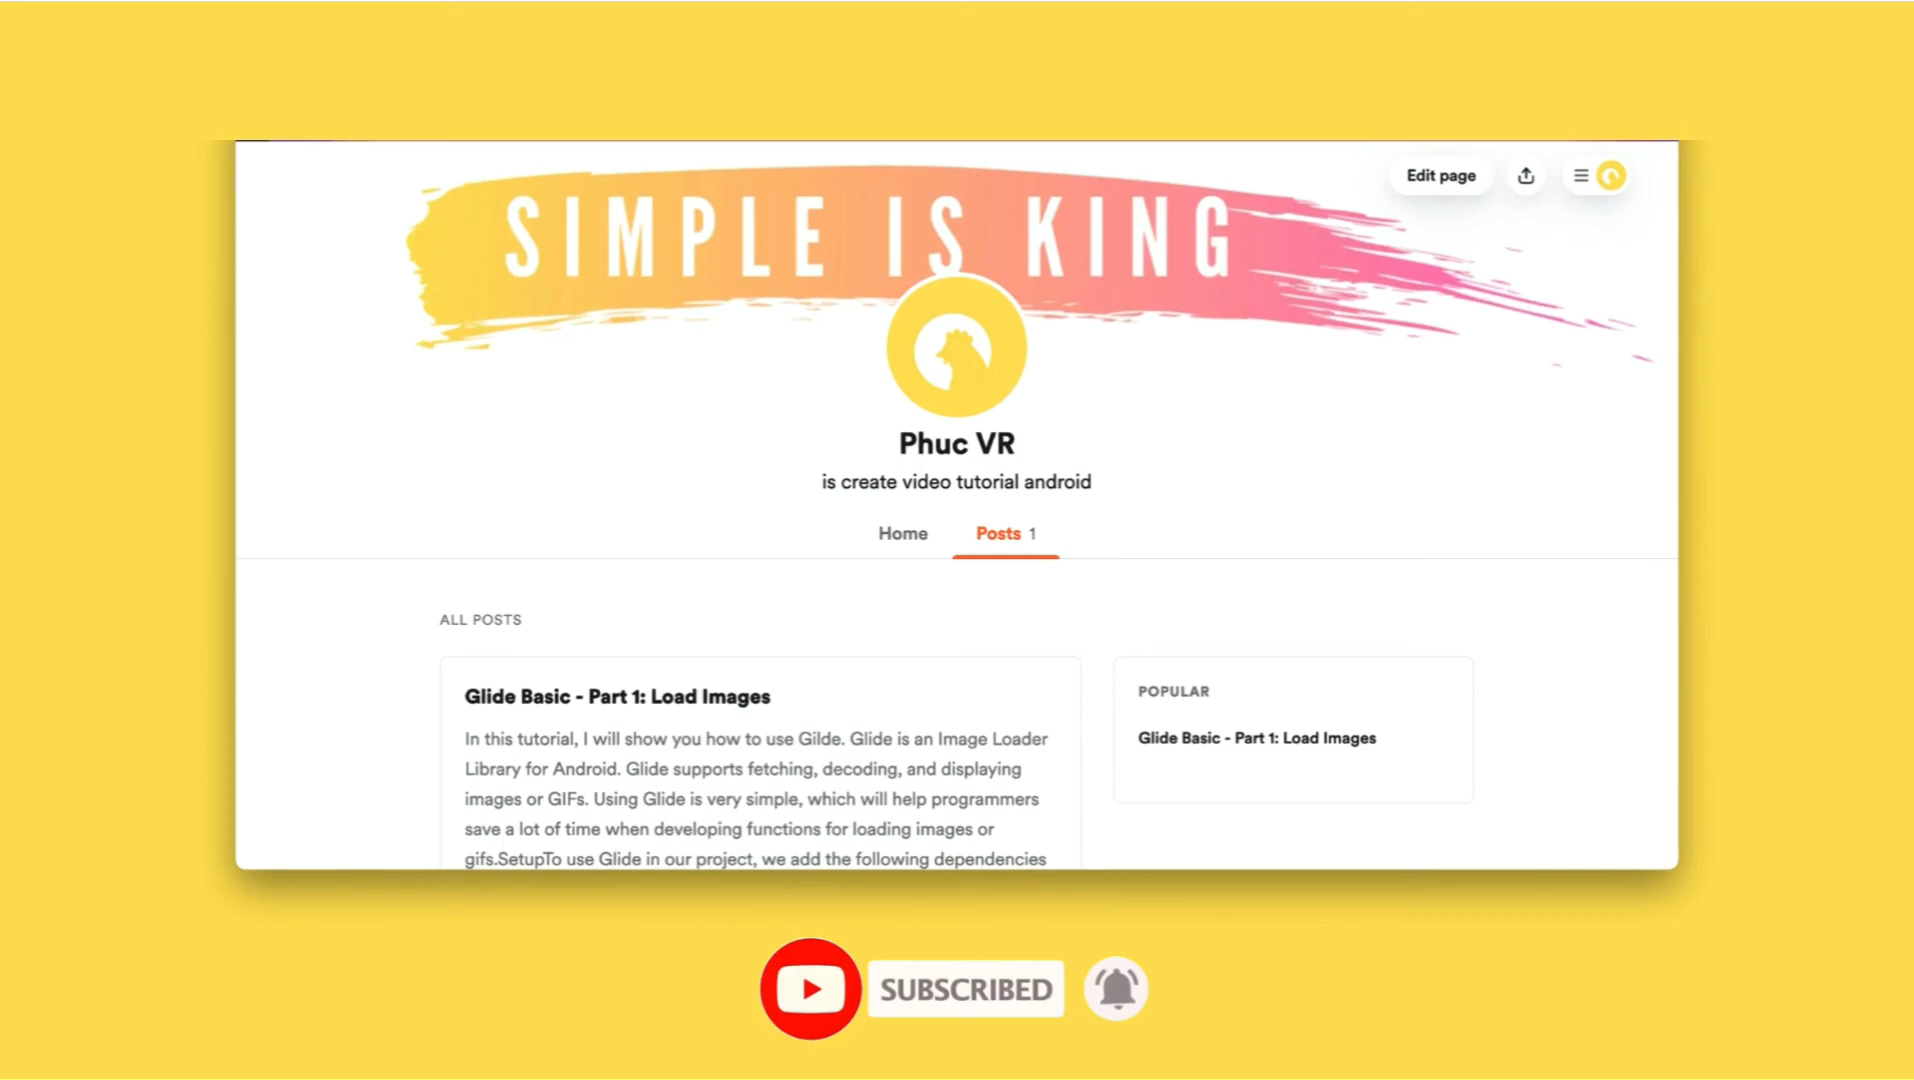 SIMPLE IS KING
Edit page
Phuc VR
is create video tutorial android
Home
Posts 1
ALL POSTS
Glide Basic - Part 1: Load Images
In this tutorial, I will show you how to use Gilde. Glide is an Image Loader
Library for Android. Glide supports fetching, decoding, and displaying
images or GIFs. Using Glide is very simple, which will help programmers
save a lot of time when developing functions for loading images or
gifs.SetupTo use Glide in our project, we add the following dependencies
POPULAR
Glide Basic - Part 1: Load Images
SUBSCRIBED